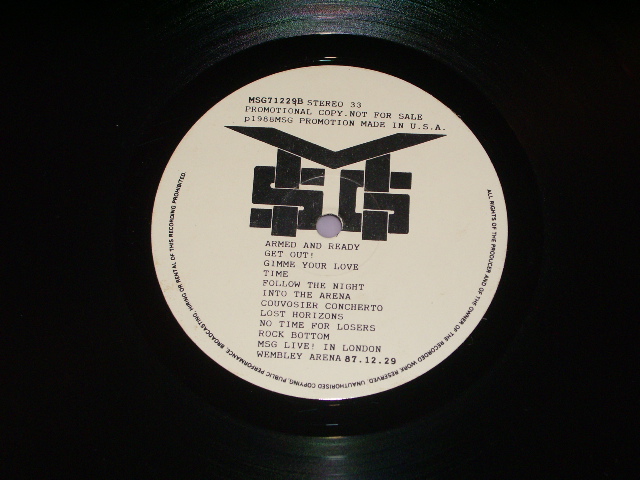 MSG71229B STEREO 33
PROMOTIONAL COPY.NOT FOR SALE
p1986MSG PROMOTION MADE IN U.S.A.
MSG
ARMED AND READY
GET OUT!
GIMME YOUR LOVE
TIME
FOLLOW THE NIGHT
INTO THE ARENA
COUVOSIER CONCHERTO
LOST HORIZONS
NO TIME FOR LOSERS
ROCK BOTTOM
MSG LIVE! IN LONDON
WEMBLEY ARENA 87.12.29
ALL RIGHTS OF THE PRODUCER AND OF THE OWNER OF THE RECORDED WORK RESERVED. UNAUTHORISED COPYING, PUBLIC PERFORMANCE, BROADCASTING, HIRING OR RENTAL OF THIS RECORDING PROHIBITED.